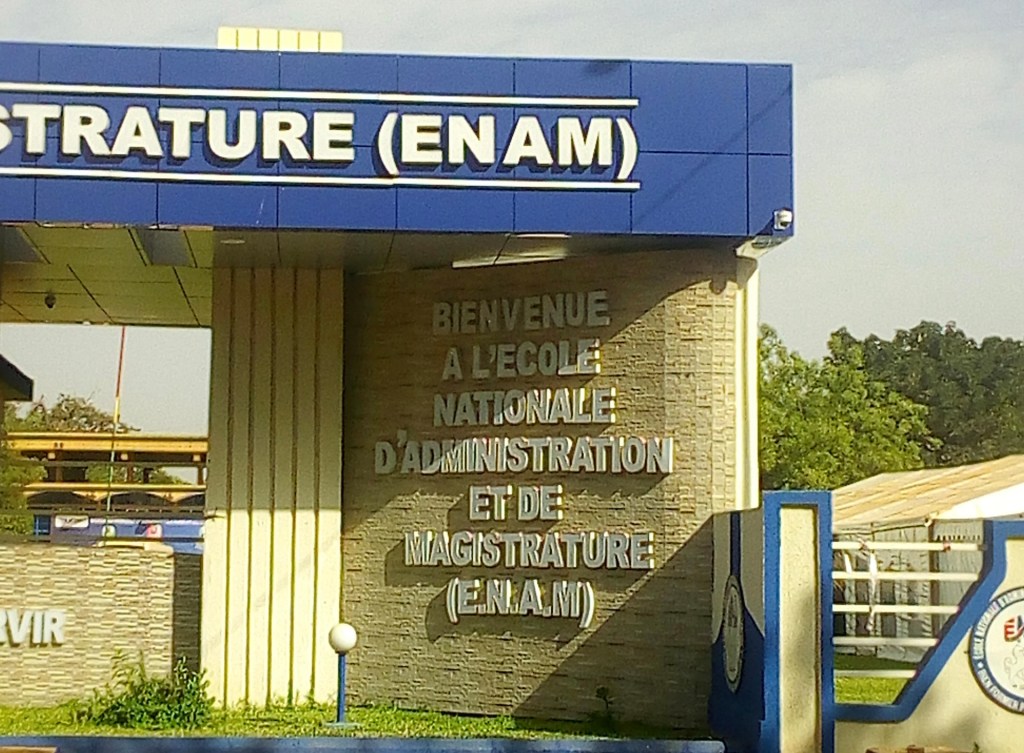 STRATURE (ENAM)
BIENVENUE
A L'ECOLE
NATIONALE
D'ADMINISTRATION
ET DE
MAGISTRATURE
(E.N.A.M)
RVIR